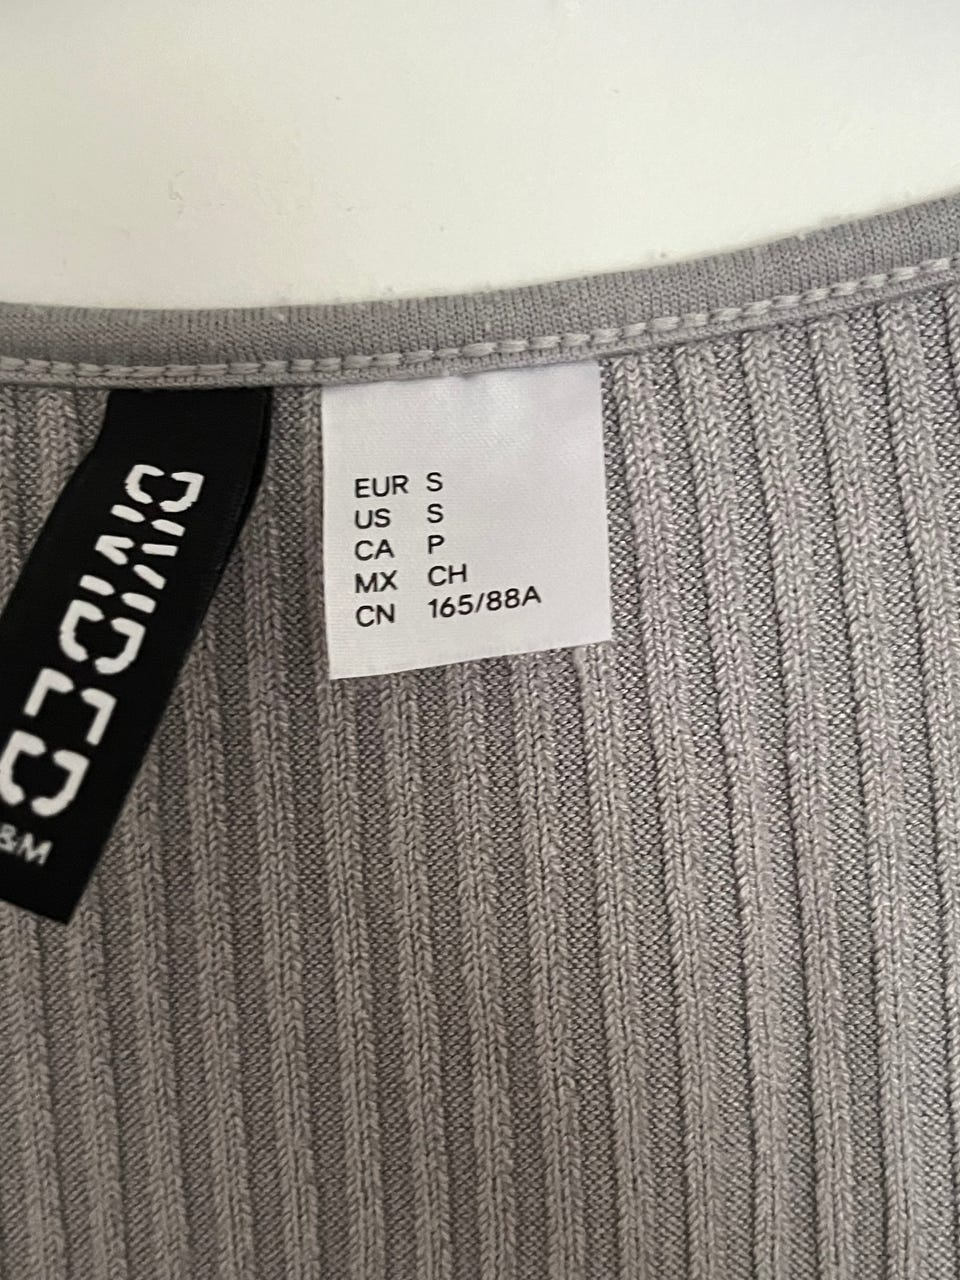 DIVIDED
&M
EUR S
US S
CA P
MX CH
CN 165/88A